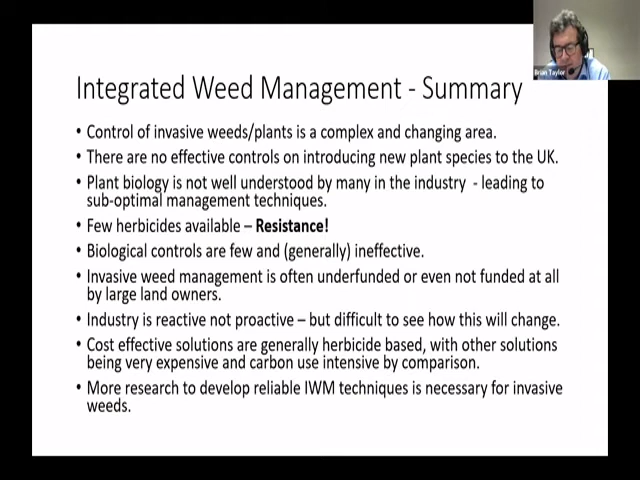 Brian Taylor
Integrated Weed Management - Summary
• Control of invasive weeds/plants is a complex and changing area.
• There are no effective controls on introducing new plant species to the UK.
• Plant biology is not well understood by many in the industry - leading to
sub-optimal management techniques.
• Few herbicides available – Resistance!
• Biological controls are few and (generally) ineffective.
• Invasive weed management is often underfunded or even not funded at all
by large land owners.
• Industry is reactive not proactive – but difficult to see how this will change.
• Cost effective solutions are generally herbicide based, with other solutions
being very expensive and carbon use intensive by comparison.
• More research to develop reliable IWM techniques is necessary for invasive
weeds.